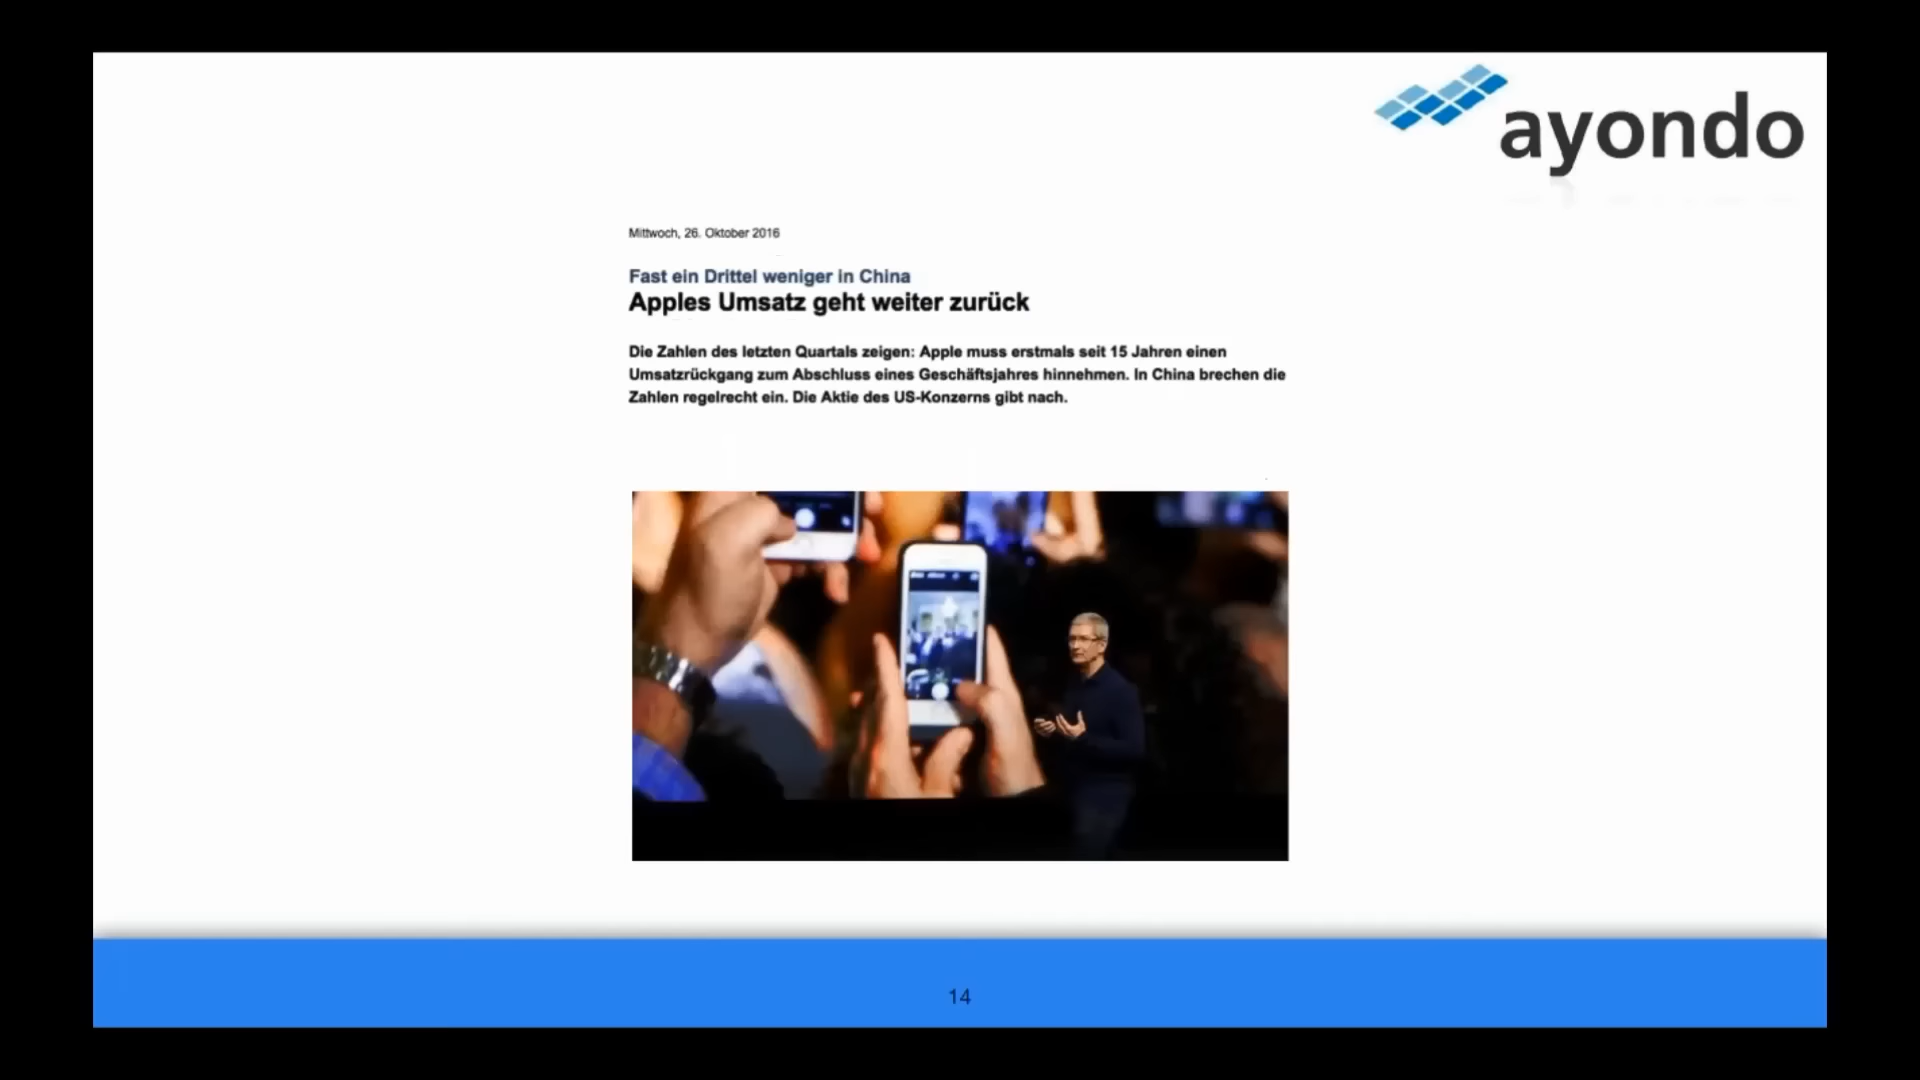 ayondo
Mittwoch, 26. Oktober 2016
Fast ein Drittel weniger in China
Apples Umsatz geht weiter zurück
Die Zahlen des letzten Quartals zeigen: Apple muss erstmals seit 15 Jahren einen
Umsatzrückgang zum Abschluss eines Geschäftsjahres hinnehmen. In China brechen die
Zahlen regelrecht ein. Die Aktie des US-Konzerns gibt nach.
14